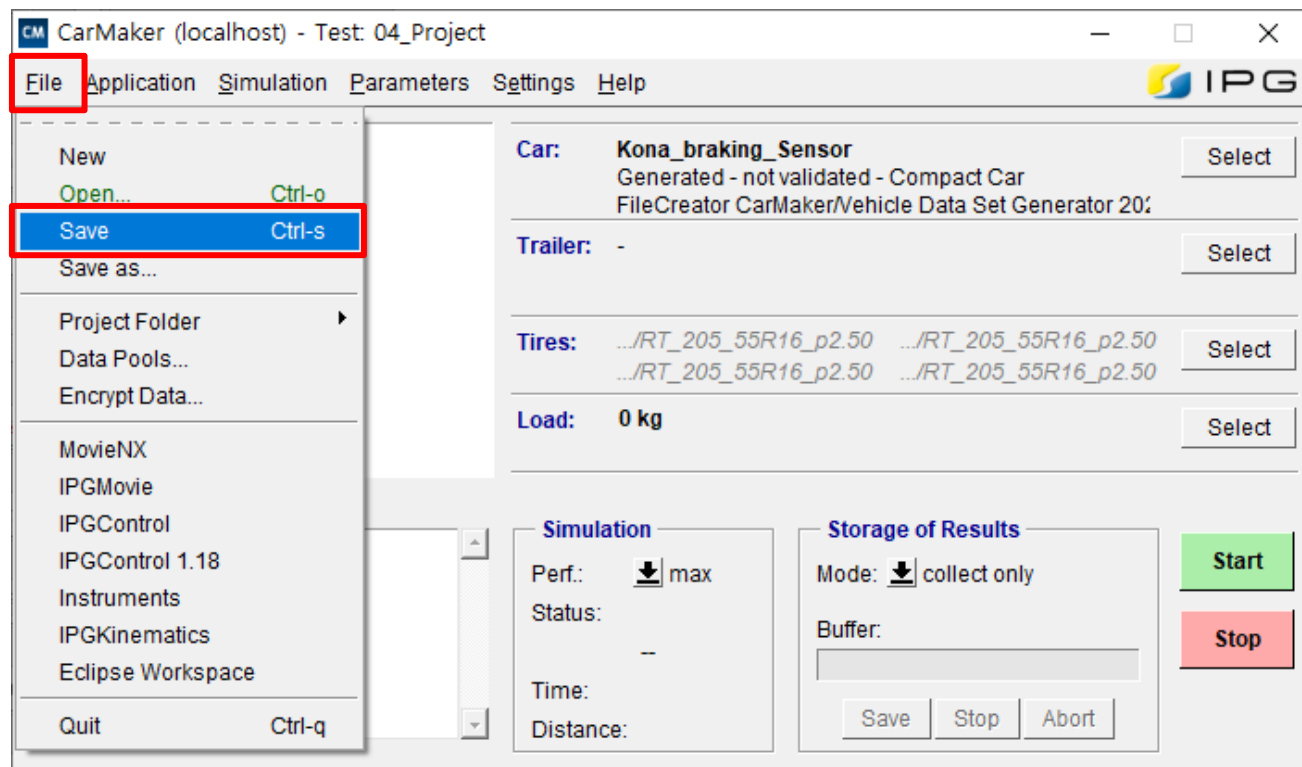 CM CarMaker (localhost) - Test: 04_Project
File Application Simulation Parameters Settings Help
IPG
New
Open... Ctrl-o
Save Ctrl-s
Save as...
Project Folder
Data Pools...
Encrypt Data...
MovieNX
IPGMovie
IPGControl
IPGControl 1.18
Instruments
IPGKinematics
Eclipse Workspace
Quit Ctrl-q
Car: Kona_braking_Sensor Select
Generated - not validated - Compact Car
FileCreator CarMaker/Vehicle Data Set Generator 202
Trailer: - Select
Tires: .../RT_205_55R16_p2.50 .../RT_205_55R16_p2.50 Select
.../RT_205_55R16_p2.50 .../RT_205_55R16_p2.50
Load: 0 kg Select
Simulation
Perf.: max
Status:
--
Time:
Distance:
Storage of Results
Mode: collect only
Buffer:
Save Stop Abort
Start
Stop